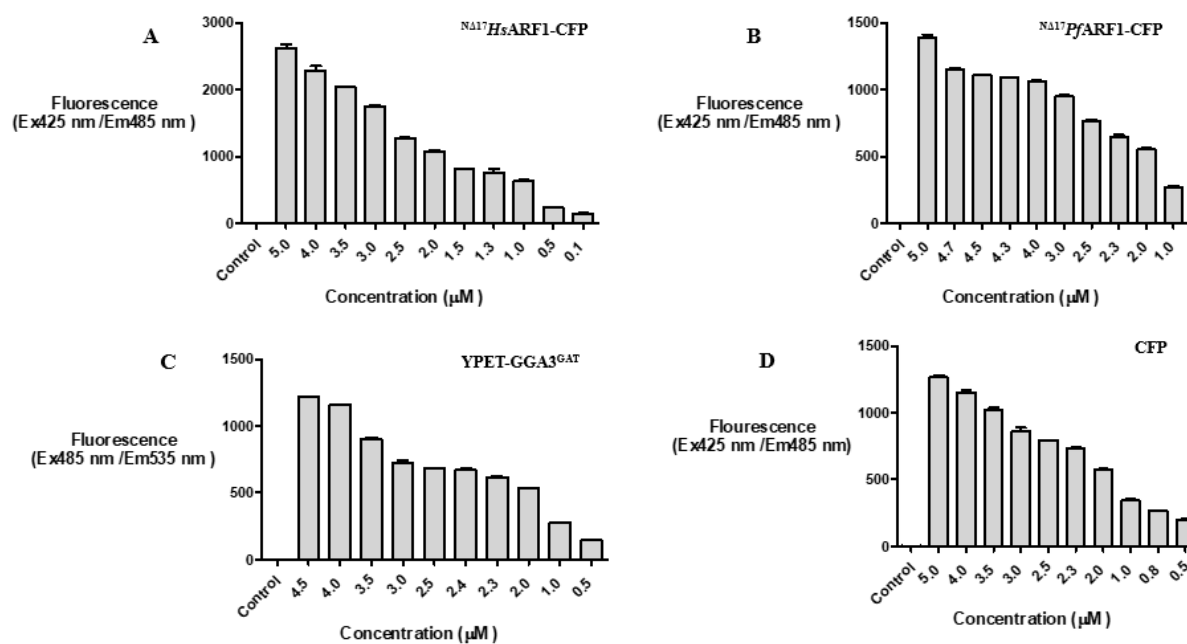 A
NΔ17HsARF1-CFP
Fluorescence
(Ex425 nm /Em485 nm )
3000
2000
1000
0
Control 5.0 4.0 3.5 3.0 2.5 2.0 1.5 1.3 1.0 0.5 0.1
Concentration (µM )
B
NΔ17PfARF1-CFP
Fluorescence
(Ex425 nm /Em485 nm )
1500
1000
500
0
Control 5.0 4.7 4.5 4.3 4.0 3.0 2.5 2.3 2.0 1.0
Concentration (µM )
C
YPET-GGA3GAT
Fluorescence
(Ex485 nm /Em535 nm )
1500
1000
500
0
Control 4.5 4.0 3.5 3.0 2.5 2.4 2.3 2.0 1.0 0.5
Concentration (µM )
D
CFP
Flourescence
(Ex425 nm /Em485 nm)
1500
1000
500
0
Control 5.0 4.0 3.5 3.0 2.5 2.3 2.0 1.0 0.8 0.5
Concentration (µM )